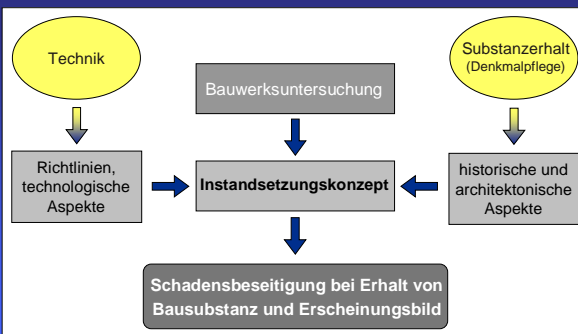 Technik
Substanzerhalt
(Denkmalpflege)
Bauwerksuntersuchung
Richtlinien,
technologische
Aspekte
Instandsetzungskonzept
historische und
architektonische
Aspekte
Schadensbeseitigung bei Erhalt von
Bausubstanz und Erscheinungsbild